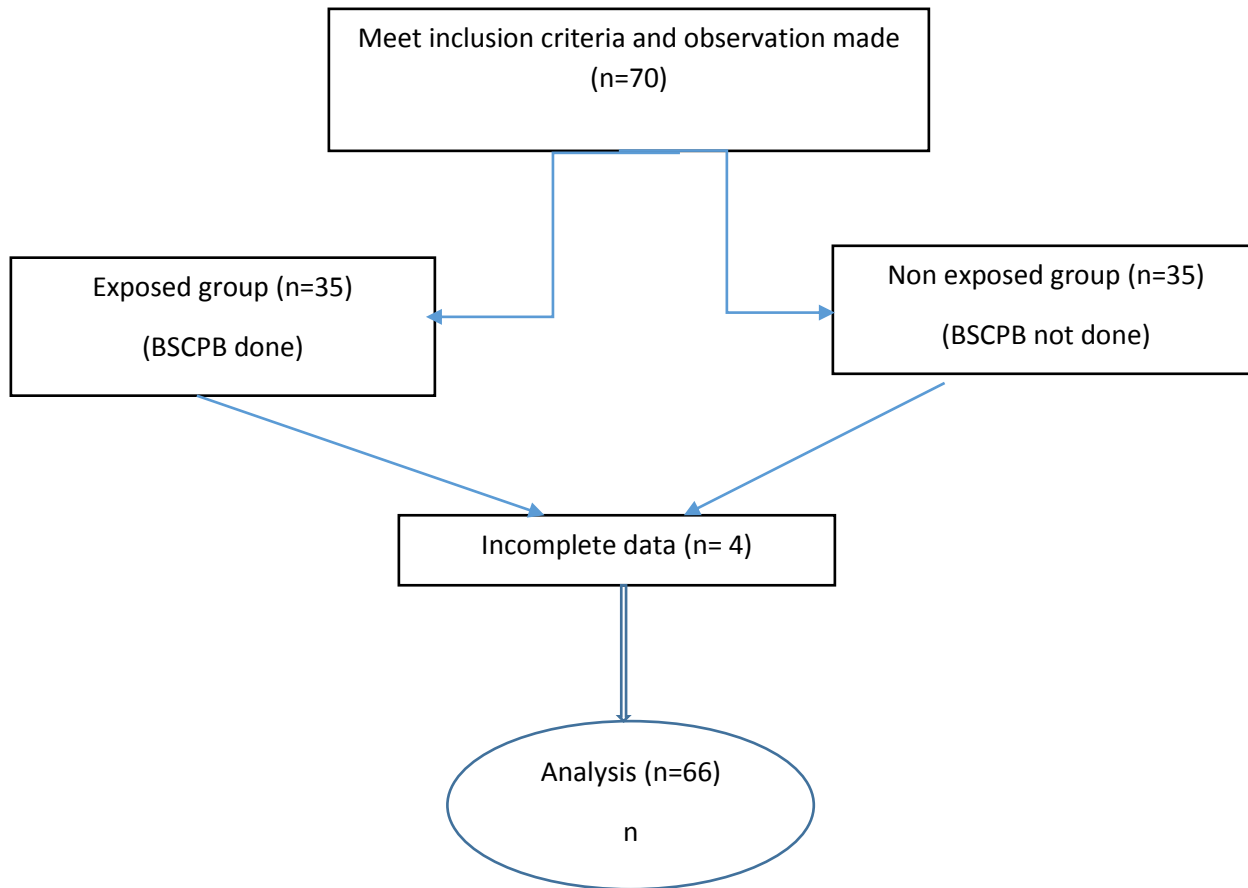 Meet inclusion criteria and observation made
(n=70)
Exposed group (n=35)
(BSCPB done)
Non exposed group (n=35)
(BSCPB not done)
Incomplete data (n= 4)
Analysis (n=66)
n